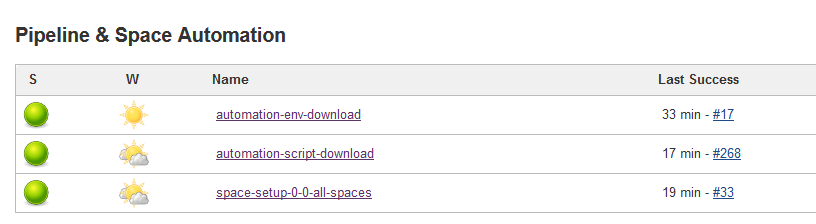 Pipeline & Space Automation
S W Name Last Success
automation-env-download 33 min - #17
automation-script-download 17 min - #268
space-setup-0-0-all-spaces 19 min - #33